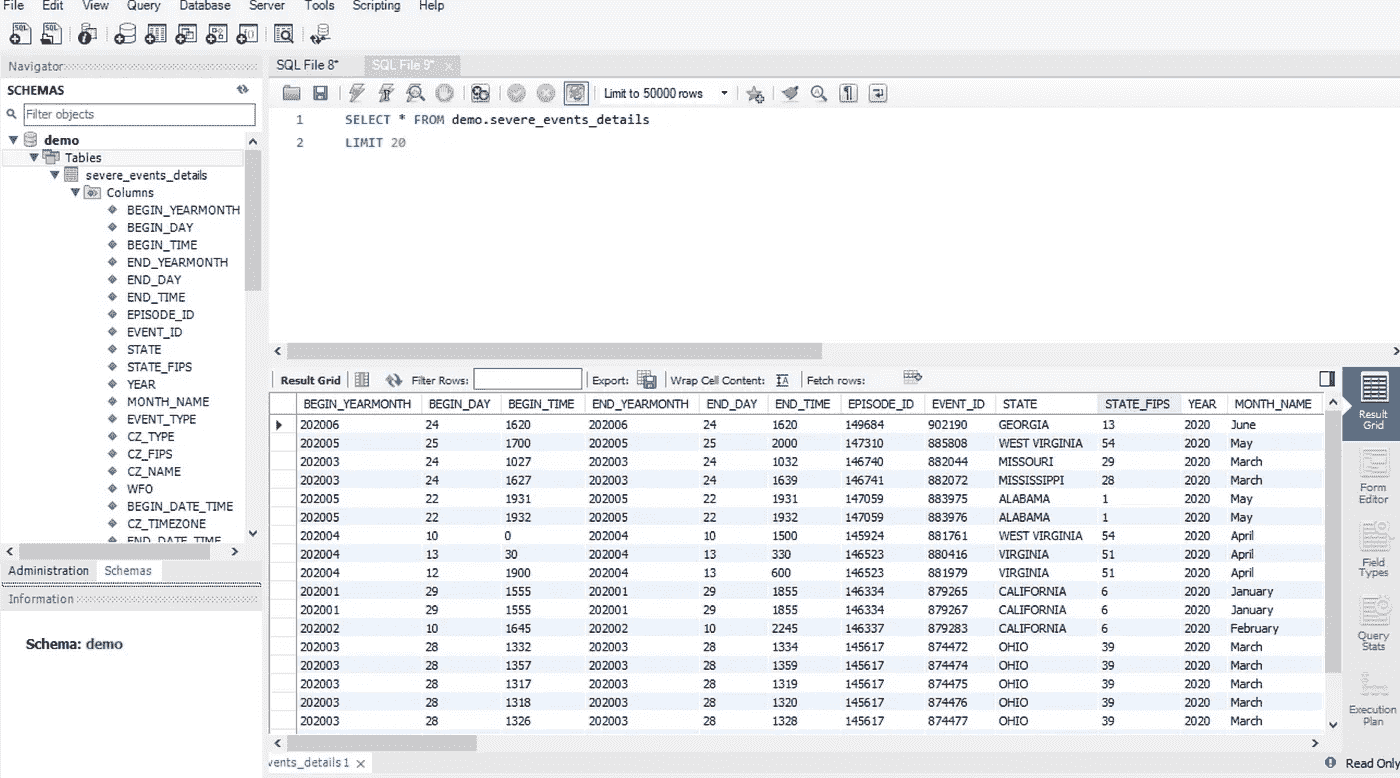 File Edit View Query Database Server Tools Scripting Help
Navigator
SCHEMAS
Filter objects
demo
Tables
severe_events_details
Columns
BEGIN_YEARMONTH
BEGIN_DAY
BEGIN_TIME
END_YEARMONTH
END_DAY
END_TIME
EPISODE_ID
EVENT_ID
STATE
STATE_FIPS
YEAR
MONTH_NAME
EVENT_TYPE
CZ_TYPE
CZ_FIPS
CZ_NAME
WFO
BEGIN_DATE_TIME
CZ_TIMEZONE
END_DATE_TIME
Administration Schemas
Information
Schema: demo
SQL File 8* SQL File 9*
Limit to 50000 rows
1 SELECT * FROM demo.severe_events_details
2 LIMIT 20
Result Grid Filter Rows: Export: Wrap Cell Content: Fetch rows:
BEGIN_YEARMONTH BEGIN_DAY BEGIN_TIME END_YEARMONTH END_DAY END_TIME EPISODE_ID EVENT_ID STATE STATE_FIPS YEAR MONTH_NAME
202006 24 1620 202006 24 1620 149684 902190 GEORGIA 13 2020 June
202005 25 1700 202005 25 2000 147310 885808 WEST VIRGINIA 54 2020 May
202003 24 1027 202003 24 1032 146740 882044 MISSOURI 29 2020 March
202003 24 1627 202003 24 1639 146741 882072 MISSISSIPPI 28 2020 March
202005 22 1931 202005 22 1931 147059 883975 ALABAMA 1 2020 May
202005 22 1932 202005 22 1932 147059 883976 ALABAMA 1 2020 May
202004 10 0 202004 10 1500 145924 881761 WEST VIRGINIA 54 2020 April
202004 13 30 202004 13 330 146523 880416 VIRGINIA 51 2020 April
202004 12 1900 202004 13 600 146523 881979 VIRGINIA 51 2020 April
202001 29 1555 202001 29 1855 146334 879265 CALIFORNIA 6 2020 January
202001 29 1555 202001 29 1855 146334 879267 CALIFORNIA 6 2020 January
202002 10 1645 202002 10 2245 146337 879283 CALIFORNIA 6 2020 February
202003 28 1332 202003 28 1334 145617 874472 OHIO 39 2020 March
202003 28 1357 202003 28 1359 145617 874474 OHIO 39 2020 March
202003 28 1317 202003 28 1319 145617 874475 OHIO 39 2020 March
202003 28 1318 202003 28 1320 145617 874476 OHIO 39 2020 March
202003 28 1326 202003 28 1328 145617 874477 OHIO 39 2020 March
Result
Grid
Form
Editor
Field
Types
Query
Stats
Execution
Plan
vents_details 1
Read Only